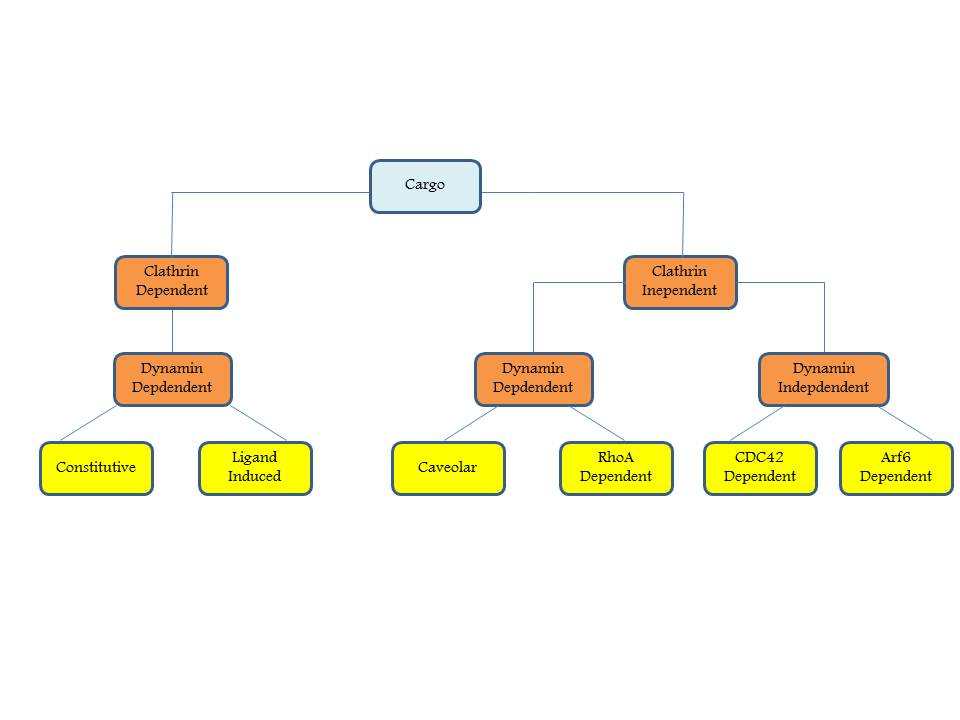 Cargo
Clathrin
Dependent
Clathrin
Inependent
Dynamin
Depdendent
Dynamin
Depdendent
Dynamin
Indepdendent
Constitutive
Ligand
Induced
Caveolar
RhoA
Dependent
CDC42
Dependent
Arf6
Dependent